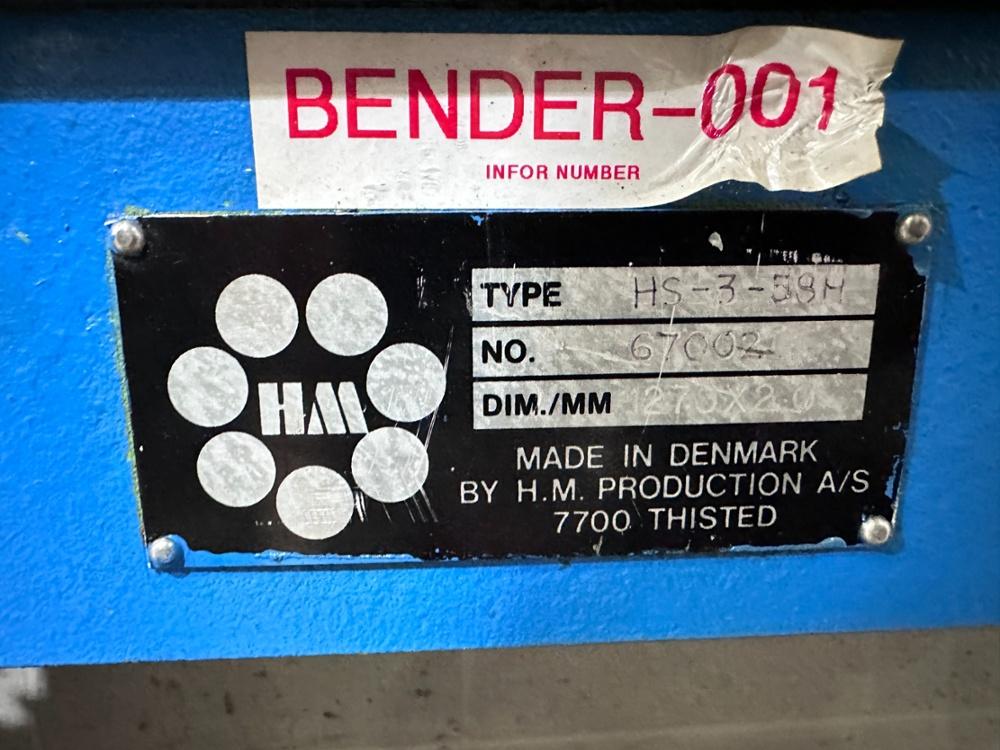 BENDER-001
INFOR NUMBER
HM
TYPE HS-3-58H
NO. 67002
DIM./MM 1270X2.0
MADE IN DENMARK
BY H.M. PRODUCTION A/S
7700 THISTED